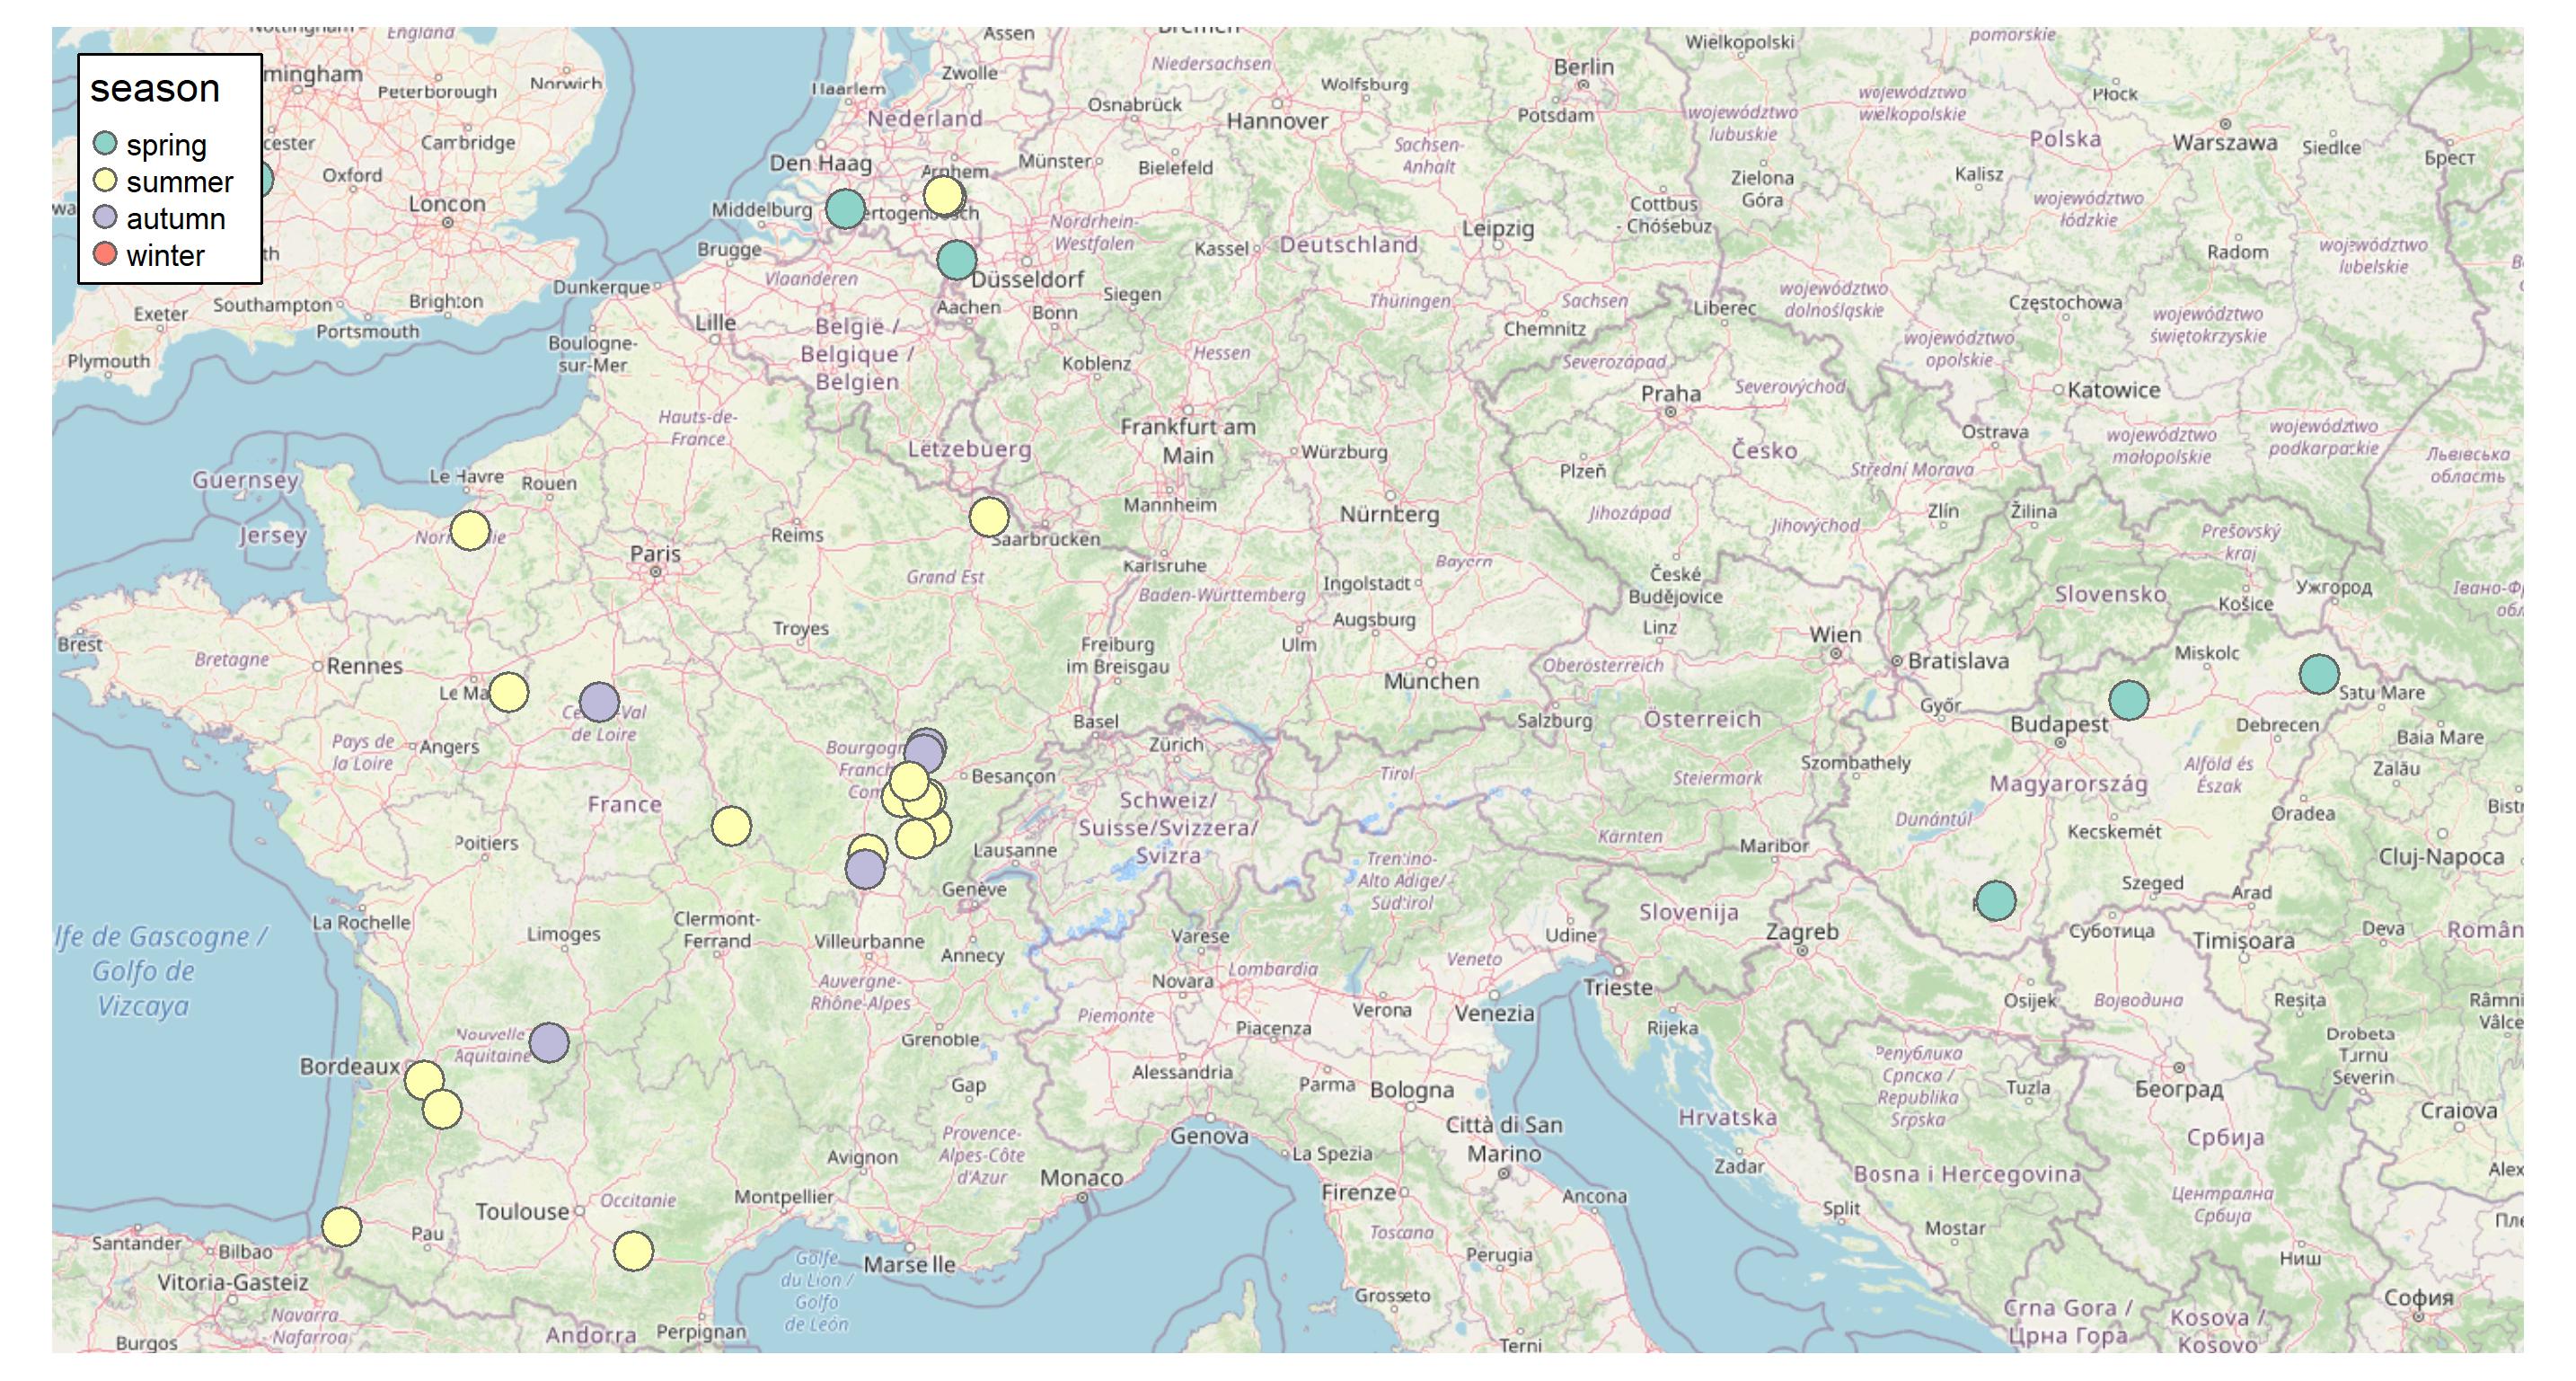 season
spring
summer
autumn
winter
England
mingham
Peterborough
Norwich
cester
Cambridge
Oxford
Loncon
th
Southampton
Brighton
Exeter
Portsmouth
Plymouth
Assen
Zwolle
Haarlem
Nederland
Den Haag
Arnhem
Middelburg
ertogenbosch
Brugge
Vlaanderen
Dunkerque
Lille
België /
Belgique /
Belgien
Boulogne-
sur-Mer
Hauts-de-
France
Niedersachsen
Wolfsburg
Osnabrück
Hannover
Münster
Bielefeld
Nordrhein-
Westfalen
Kassel
Deutschland
Düsseldorf
Siegen
Aachen
Bonn
Koblenz
Hessen
Thüringen
Sachsen-
Anhalt
Leipzig
Berlin
Potsdam
Cottbus
- Chóśebuz
Sachsen
Chemnitz
Wielkopolski
pomorskie
województwo
lubuskie
województwo
wielkopolskie
Płock
Polska
Warszawa
Siedlce
Брест
Zielona
Góra
Kalisz
województwo
łódzkie
Radom
województwo
lubelskie
Liberec
województwo
dolnośląskie
Częstochowa
województwo
świętokrzyskie
województwo
opolskie
Severozápad
Praha
Severovýchod
Katowice
Ostrava
województwo
małopolskie
województwo
podkarpackie
Львівська
область
Česko
Plzeň
Střední Morava
Jihozápad
Jihovýchod
Zlín
Žilina
Prešovský
kraj
České
Budějovice
Slovensko
Košice
Ужгород
Lëtzebuerg
Frankfurt am
Main
Würzburg
Mannheim
Nürnberg
Saarbrücken
Karlsruhe
Baden-Württemberg
Ingolstadt
Bayern
Augsburg
Ulm
München
Freiburg
im Breisgau
Guernsey
Jersey
Le Havre
Rouen
Paris
Reims
Grand Est
Troyes
Brest
Bretagne
Rennes
Le Ma
Pays de
la Loire
Angers
de Loire
Bourgogn
Franch
Com
Besançon
France
Poitiers
Basel
Zürich
Schweiz/
Suisse/Svizzera/
Svizra
Lausanne
Genève
Linz
Oberösterreich
Salzburg
Österreich
Wien
Bratislava
Győr
Budapest
Miskolc
Satu Mare
Debrecen
Baia Mare
Szombathely
Magyarország
Alföld és
Észak
Zalău
Oradea
Dunántúl
Kecskemét
Cluj-Napoca
Tirol
Steiermark
Kärnten
Maribor
Szeged
Arad
Trentino-
Alto Adige/
Südtirol
Slovenija
Zagreb
Суботица
Timișoara
Deva
Român
lfe de Gascogne /
Golfo de
Vizcaya
La Rochelle
Limoges
Clermont-
Ferrand
Villeurbanne
Annecy
Auvergne-
Rhône-Alpes
Grenoble
Nouvelle
Aquitaine
Bordeaux
Varese
Novara
Lombardia
Veneto
Udine
Piemonte
Verona
Venezia
Trieste
Piacenza
Rijeka
Osijek
Војводина
Reșița
Alessandria
Parma
Bologna
Република
Српска /
Republika
Srpska
Tuzla
Београд
Drobeta
Turnu
Severin
Craiova
Gap
Genova
Città di San
Marino
Hrvatska
Србија
Provence-
Alpes-Côte
d'Azur
Avignon
Monaco
La Spezia
Zadar
Bosna i Hercegovina
Toulouse
Occitanie
Montpellier
Firenze
Ancona
Split
Централна
Србија
Santander
Bilbao
Pau
Marseille
Toscana
Perugia
Mostar
Ниш
Vitoria-Gasteiz
Golfe
du Lion /
Golfo
de León
Grosseto
София
Navarra
- Nafarroa
Burgos
Andorra
Perpignan
Terni
Crna Gora /
Црна Гора
Kosova /
Kosovo